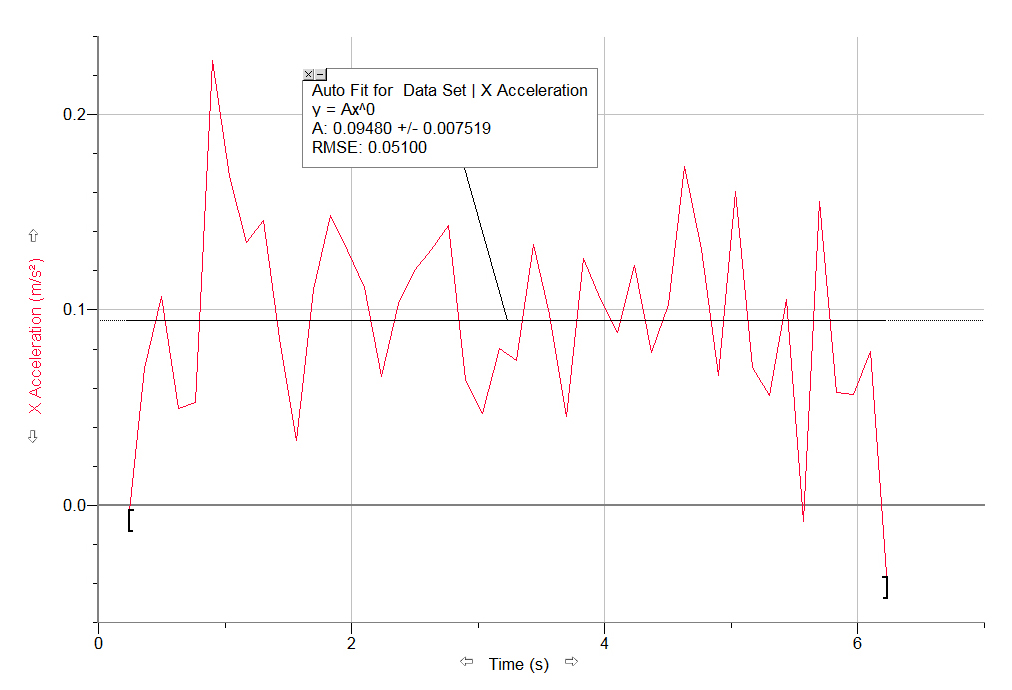 0.2
0.1
0.0
X Acceleration (m/s²)
Auto Fit for Data Set | X Acceleration
y = Ax^0
A: 0.09480 +/- 0.007519
RMSE: 0.05100
0 2 4 6
Time (s)